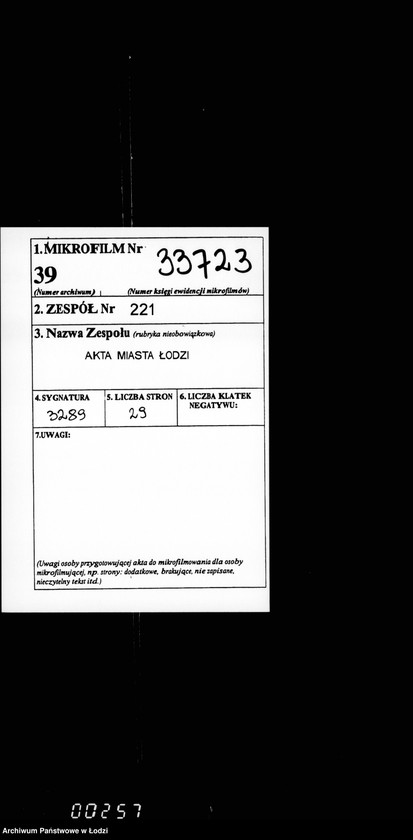 1. MIKROFILM Nr 33723
39
(Numer archiwum) (Numer księgi ewidencji mikrofilmów)
2. ZESPÓŁ Nr 221
3. Nazwa Zespołu (rubryka nieobowiązkowa)
AKTA MIASTA ŁODZI
4. SYGNATURA 5. LICZBA STRON 6. LICZBA KLATEK
NEGATYWU:
3289 29
7.UWAGI:
(Uwagi osoby przygotowującej akta do mikrofilmowania dla osoby
mikrofilmującej, np. strony: dodatkowe, brakujące, nie zapisane,
nieczytelny tekst itd.)
00257
Archiwum Państwowe w Łodzi